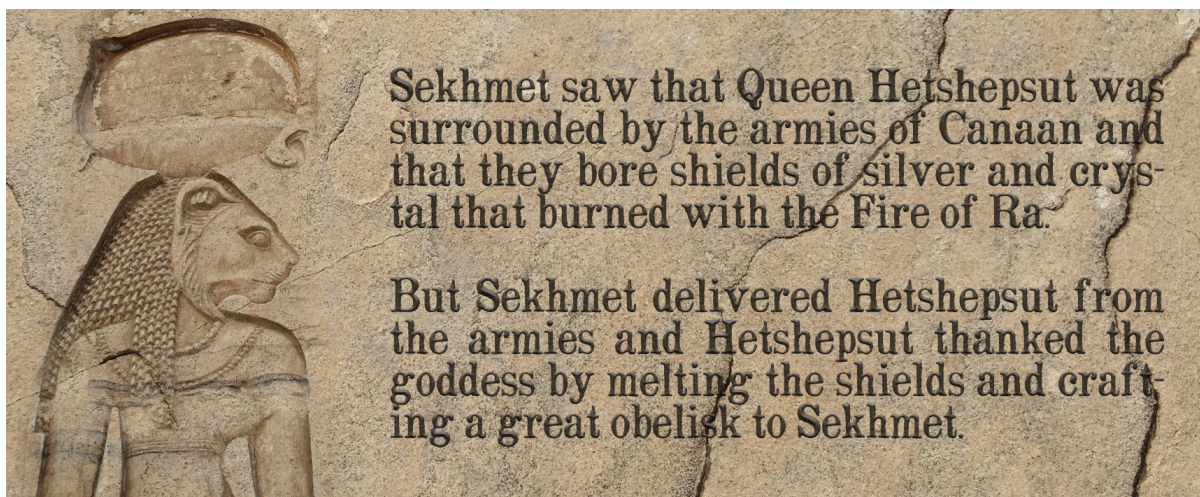 Sekhmet saw that Queen Hetshepsut was
surrounded by the armies of Canaan and
that they bore shields of silver and crys-
tal that burned with the Fire of Ra.
But Sekhmet delivered Hetshepsut from
the armies and Hetshepsut thanked the
goddess by melting the shields and craft-
ing a great obelisk to Sekhmet.